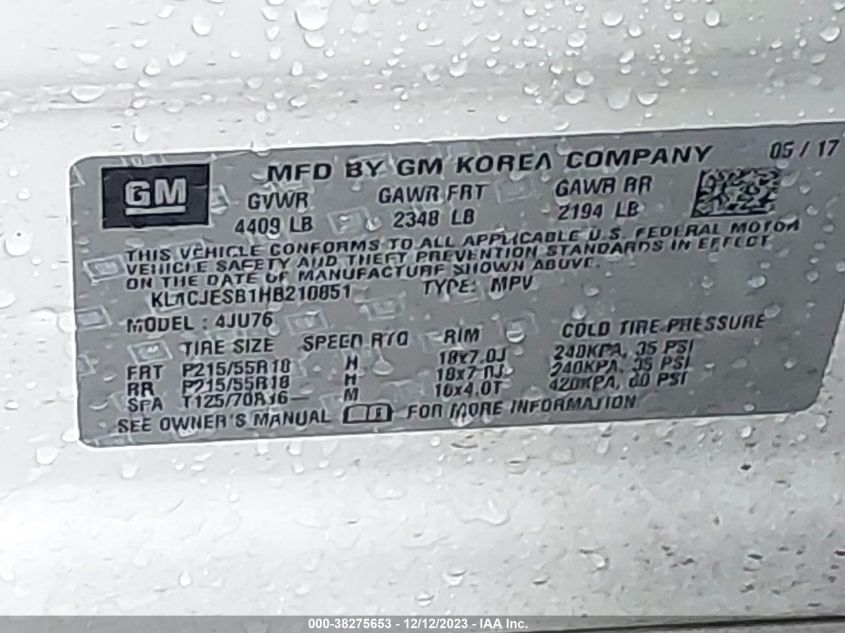 GM
MFD BY GM KOREA COMPANY 05 / 17
GVWR GAWR FRT GAWR RR
4409 LB 2348 LB 2194 LB
THIS VEHICLE CONFORMS TO ALL APPLICABLE U.S. FEDERAL MOTOR
VEHICLE SAFETY AND THEFT PREVENTION STANDARDS IN EFFECT
ON THE DATE OF MANUFACTURE SHOWN ABOVE.
TYPE: MPV
MODEL : 4JU76
TIRE SIZE SPEED RTG RIM COLD TIRE PRESSURE
FRT P215/55R18 H 18x7.0J 240KPA, 35 PSI
RR P215/55R18 H 18x7.0J 240KPA, 35 PSI
SPA T125/70R16 M 16x4.0T 420KPA, 60 PSI
SEE OWNER'S MANUAL FOR MORE INFORMATION
000-38275653 - 12/12/2023 - IAA Inc.